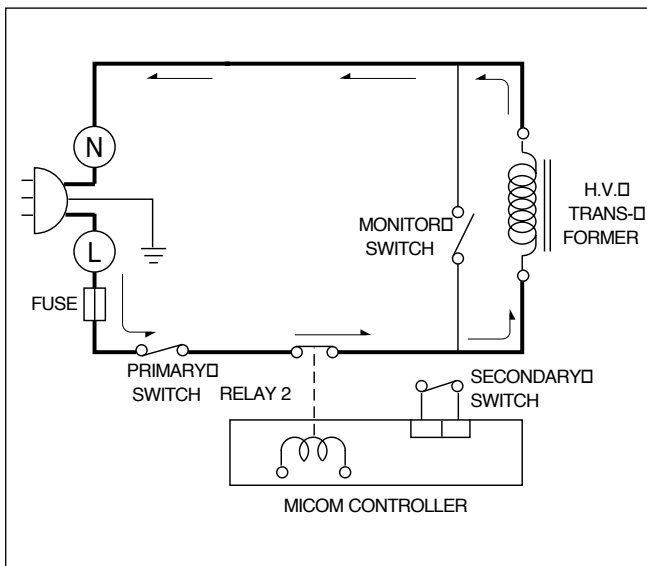 N
MONITOR▯
SWITCH
H.V.▯
TRANS-▯
FORMER
L
FUSE
PRIMARY▯
SWITCH
RELAY 2
SECONDARY▯
SWITCH
MICOM CONTROLLER